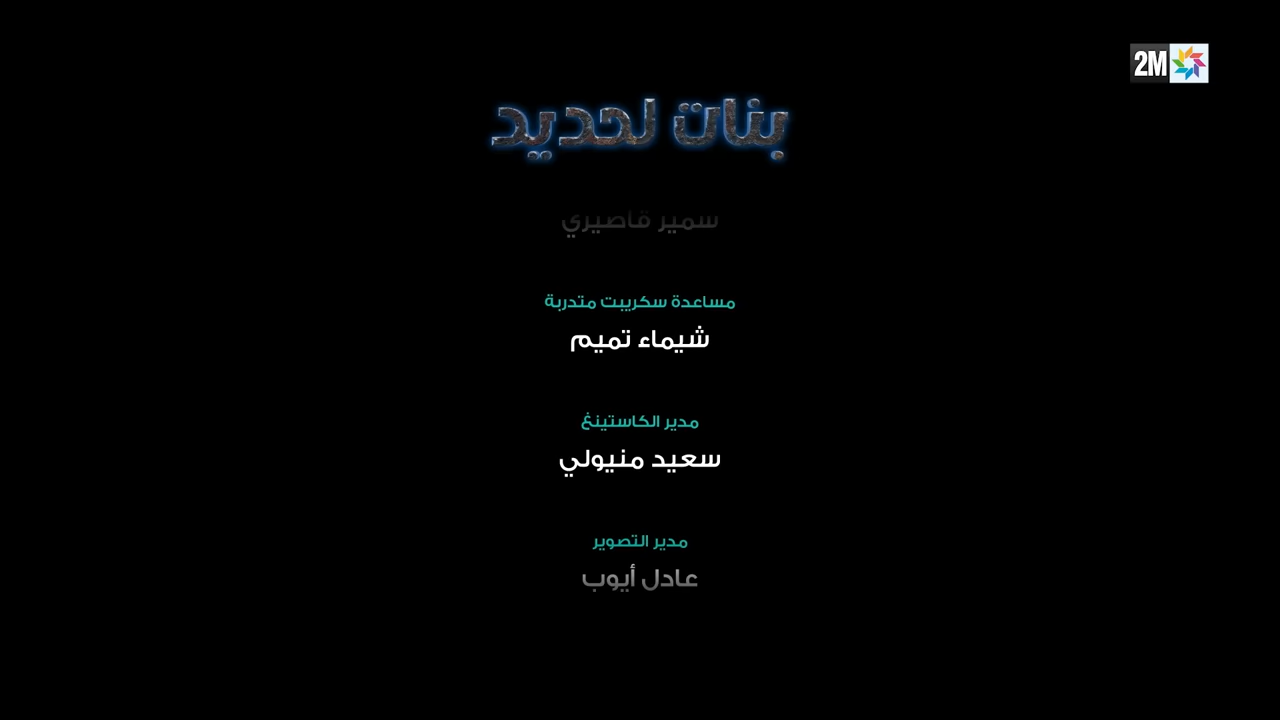 2M
بنات لحديد
سمير قاصيري
مساعدة سكريبت متدربة
شيماء تميم
مدير الكاستينغ
سعيد منيولي
مدير التصوير
عادل أيوب